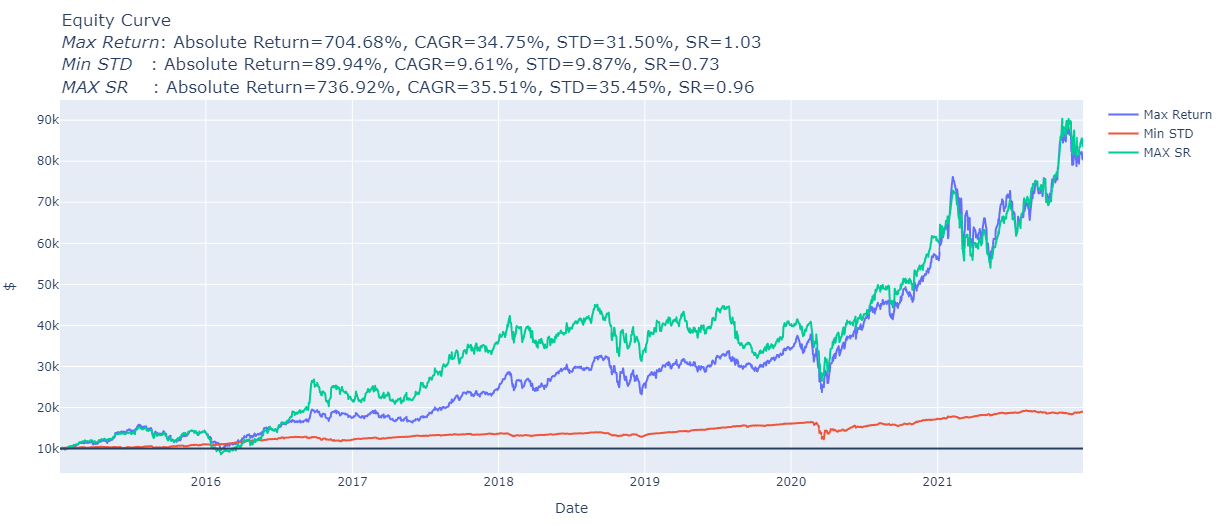 Equity Curve
Max Return: Absolute Return=704.68%, CAGR=34.75%, STD=31.50%, SR=1.03
Min STD : Absolute Return=89.94%, CAGR=9.61%, STD=9.87%, SR=0.73
MAX SR : Absolute Return=736.92%, CAGR=35.51%, STD=35.45%, SR=0.96
Max Return
Min STD
MAX SR
90k
80k
70k
60k
50k
40k
30k
20k
10k
$
2016 2017 2018 2019 2020 2021
Date